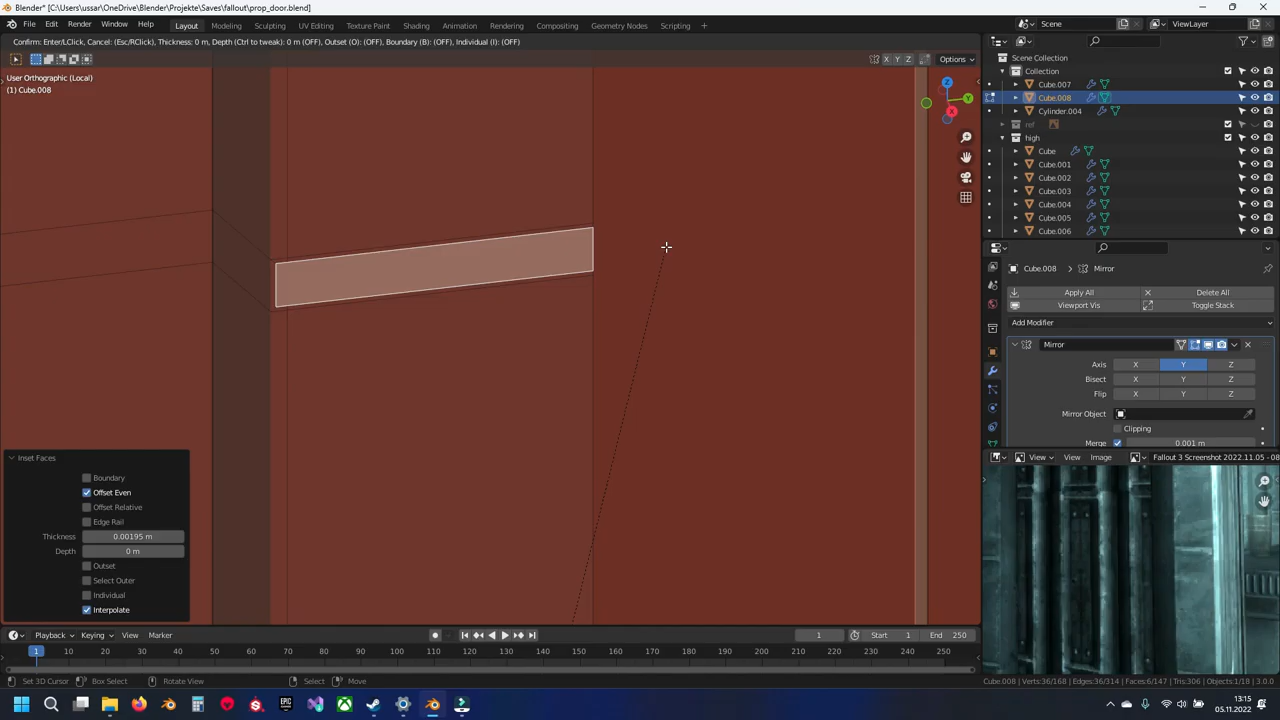 Blender* [C:\Users\ussar\OneDrive\Blender\Projekte\Saves\fallout\prop_door.blend]
File Edit Render Window Help Layout Modeling Sculpting UV Editing Texture Paint Shading Animation Rendering Compositing Geometry Nodes Scripting + Scene ViewLayer
Confirm: Enter/LClick, Cancel: (Esc/RClick), Thickness: 0 m, Depth (Ctrl to tweak): 0 m (OFF), Outset (O): (OFF), Boundary (B): (OFF), Individual (I): (OFF)
X Y Z Options
User Orthographic (Local)
(1) Cube.008
Z
Y
X
Scene Collection
Collection
Cube.007
Cube.008
Cylinder.004
ref
high
Cube
Cube.001
Cube.002
Cube.003
Cube.004
Cube.005
Cube.006
Cube.008 Mirror
Apply All Delete All
Viewport Vis Toggle Stack
Add Modifier
Mirror
Axis X Y Z
Bisect X Y Z
Flip X Y Z
Mirror Object
Clipping
Merge 0.001 m
View View Image Fallout 3 Screenshot 2022.11.05 - 08
Inset Faces
Boundary
Offset Even
Offset Relative
Edge Rail
Thickness 0.00195 m
Depth 0 m
Outset
Select Outer
Individual
Interpolate
Playback Keying View Marker 1 Start 1 End 250
1 10 20 30 40 50 60 70 80 90 100 110 120 130 140 150 160 170 180 190 200 210 220 230 240 250
Set 3D Cursor Box Select Rotate View Select Move Cube.008 | Verts:36/168 | Edges:36/314 | Faces:6/147 | Tris:306 | Objects:1/18 | 3.0.0
13:15
05.11.2022